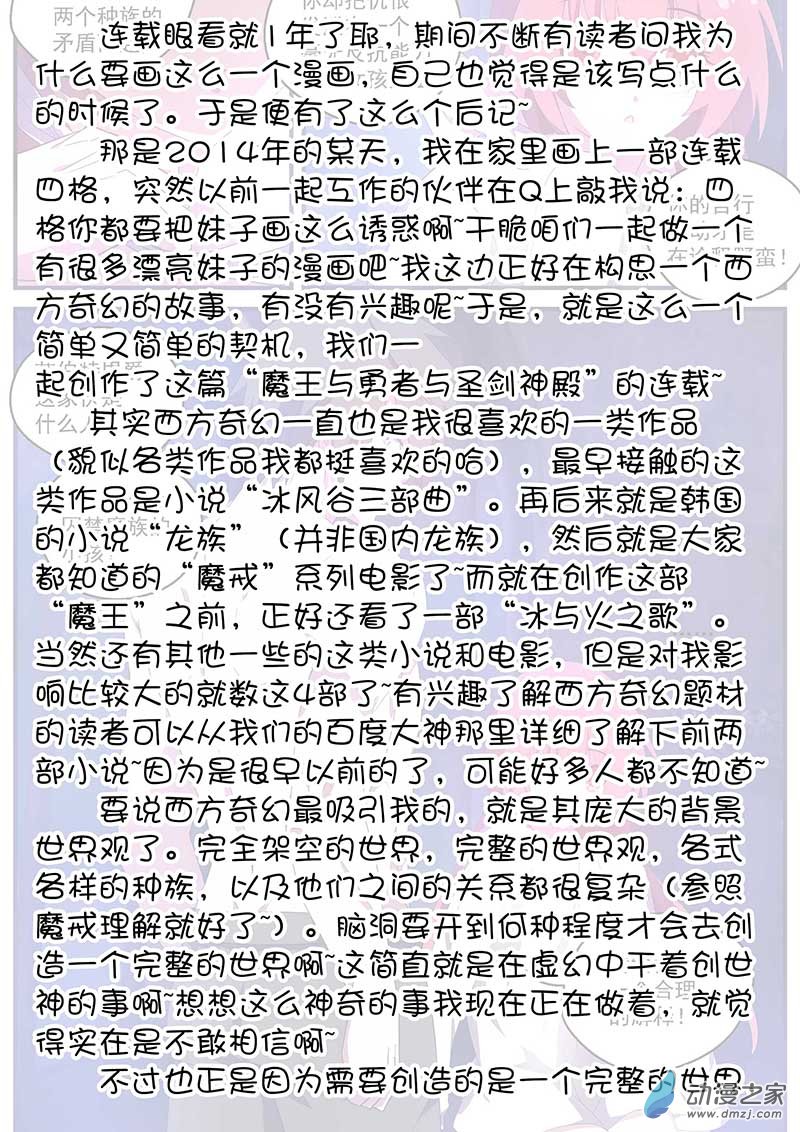 连载眼看就1年了耶，期间不断有读者问我为
什么要画这么一个漫画，自己也觉得是该写点什么
的时候了。于是便有了这么个后记~
那是2014年的某天，我在家里画上一部连载
四格，突然以前一起工作的伙伴在Q上敲我说：四
格你都要把妹子画这么诱惑啊~干脆咱们一起做一个
有很多漂亮妹子的漫画吧~我这边正好在构思一个西
方奇幻的故事，有没有兴趣呢~于是，就是这么一个
简单又简单的契机，我们一
起创作了这篇“魔王与勇者与圣剑神殿”的连载~
其实西方奇幻一直也是我很喜欢的一类作品
（貌似各类作品我都挺喜欢的哈），最早接触的这
类作品是小说“冰风谷三部曲”。再后来就是韩国
的小说“龙族”（并非国内龙族），然后就是大家
都知道的“魔戒”系列电影了~而就在创作这部
“魔王”之前，正好还看了一部“冰与火之歌”。
当然还有其他一些的这类小说和电影，但是对我影
响比较大的就数这4部了~有兴趣了解西方奇幻题材
的读者可以从我们的百度大神那里详细了解下前两
部小说~因为是很早以前的了，可能好多人都不知道~
要说西方奇幻最吸引我的，就是其庞大的背景
世界观了。完全架空的世界，完整的世界观，各式
各样的种族，以及他们之间的关系都很复杂（参照
魔戒理解就好了~）。脑洞要开到何种程度才会去创
造一个完整的世界啊~这简直就是在虚幻中干着创世
神的事啊~想想这么神奇的事我现在正在做着，就觉
得实在是不敢相信啊~
不过也正是因为需要创造的是一个完整的世界
动漫之家
www.dmzj.com